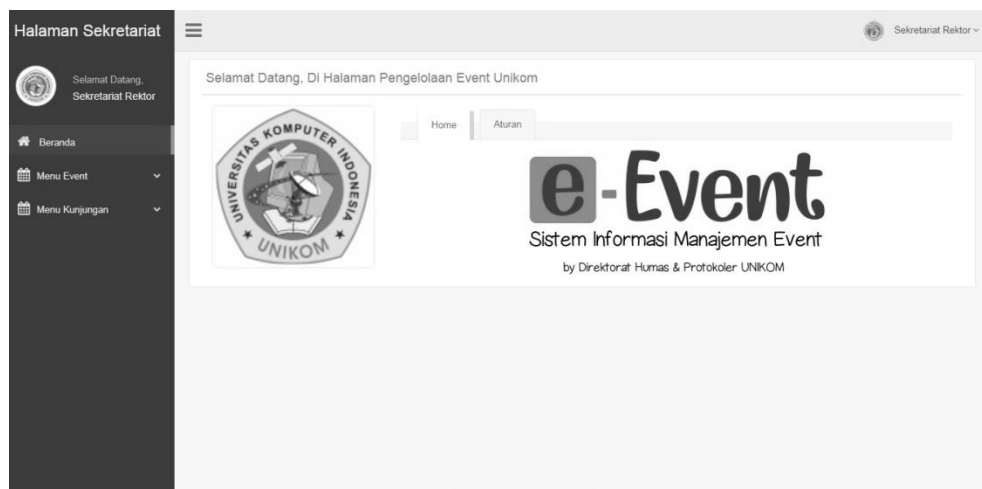 Halaman Sekretariat
Sekretariat Rektor
Selamat Datang,
Sekretariat Rektor
Beranda
Menu Event
Menu Kunjungan
Selamat Datang, Di Halaman Pengelolaan Event Unikom
UNIVERSITAS KOMPUTER INDONESIA
UNIKOM
Home
Aturan
e-Event
Sistem Informasi Manajemen Event
by Direktorat Humas & Protokoler UNIKOM